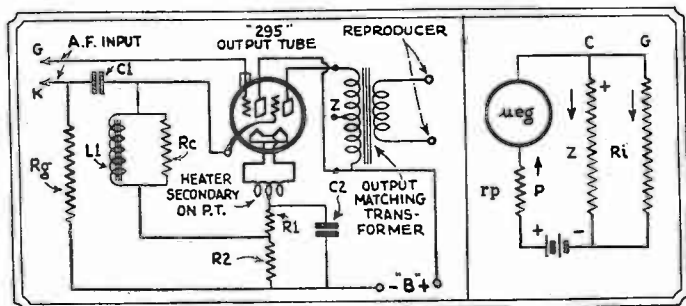 "295"
OUTPUT TUBE
REPRODUCER
G
A.F. INPUT
K
C1
Z
L1
Rc
Rg
HEATER
SECONDARY
ON P.T.
C2
OUTPUT
MATCHING
TRANS-
FORMER
R1
R2
- "B" +
C
G
+
µeg
Z
Ri
rp
P
+ -